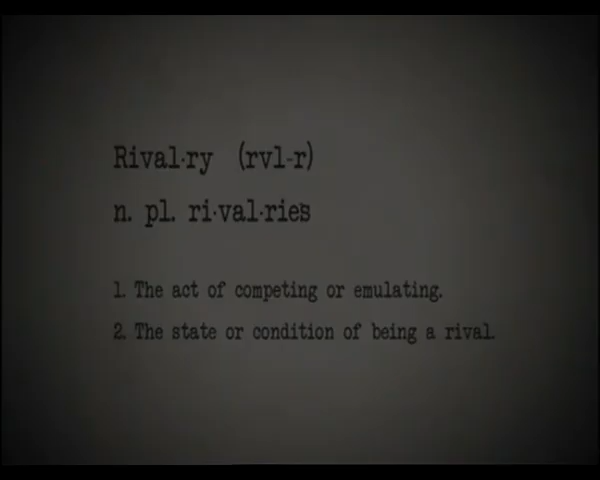 Rival·ry (rvl-r)
n. pl. ri·val·ries
1. The act of competing or emulating.
2. The state or condition of being a rival.